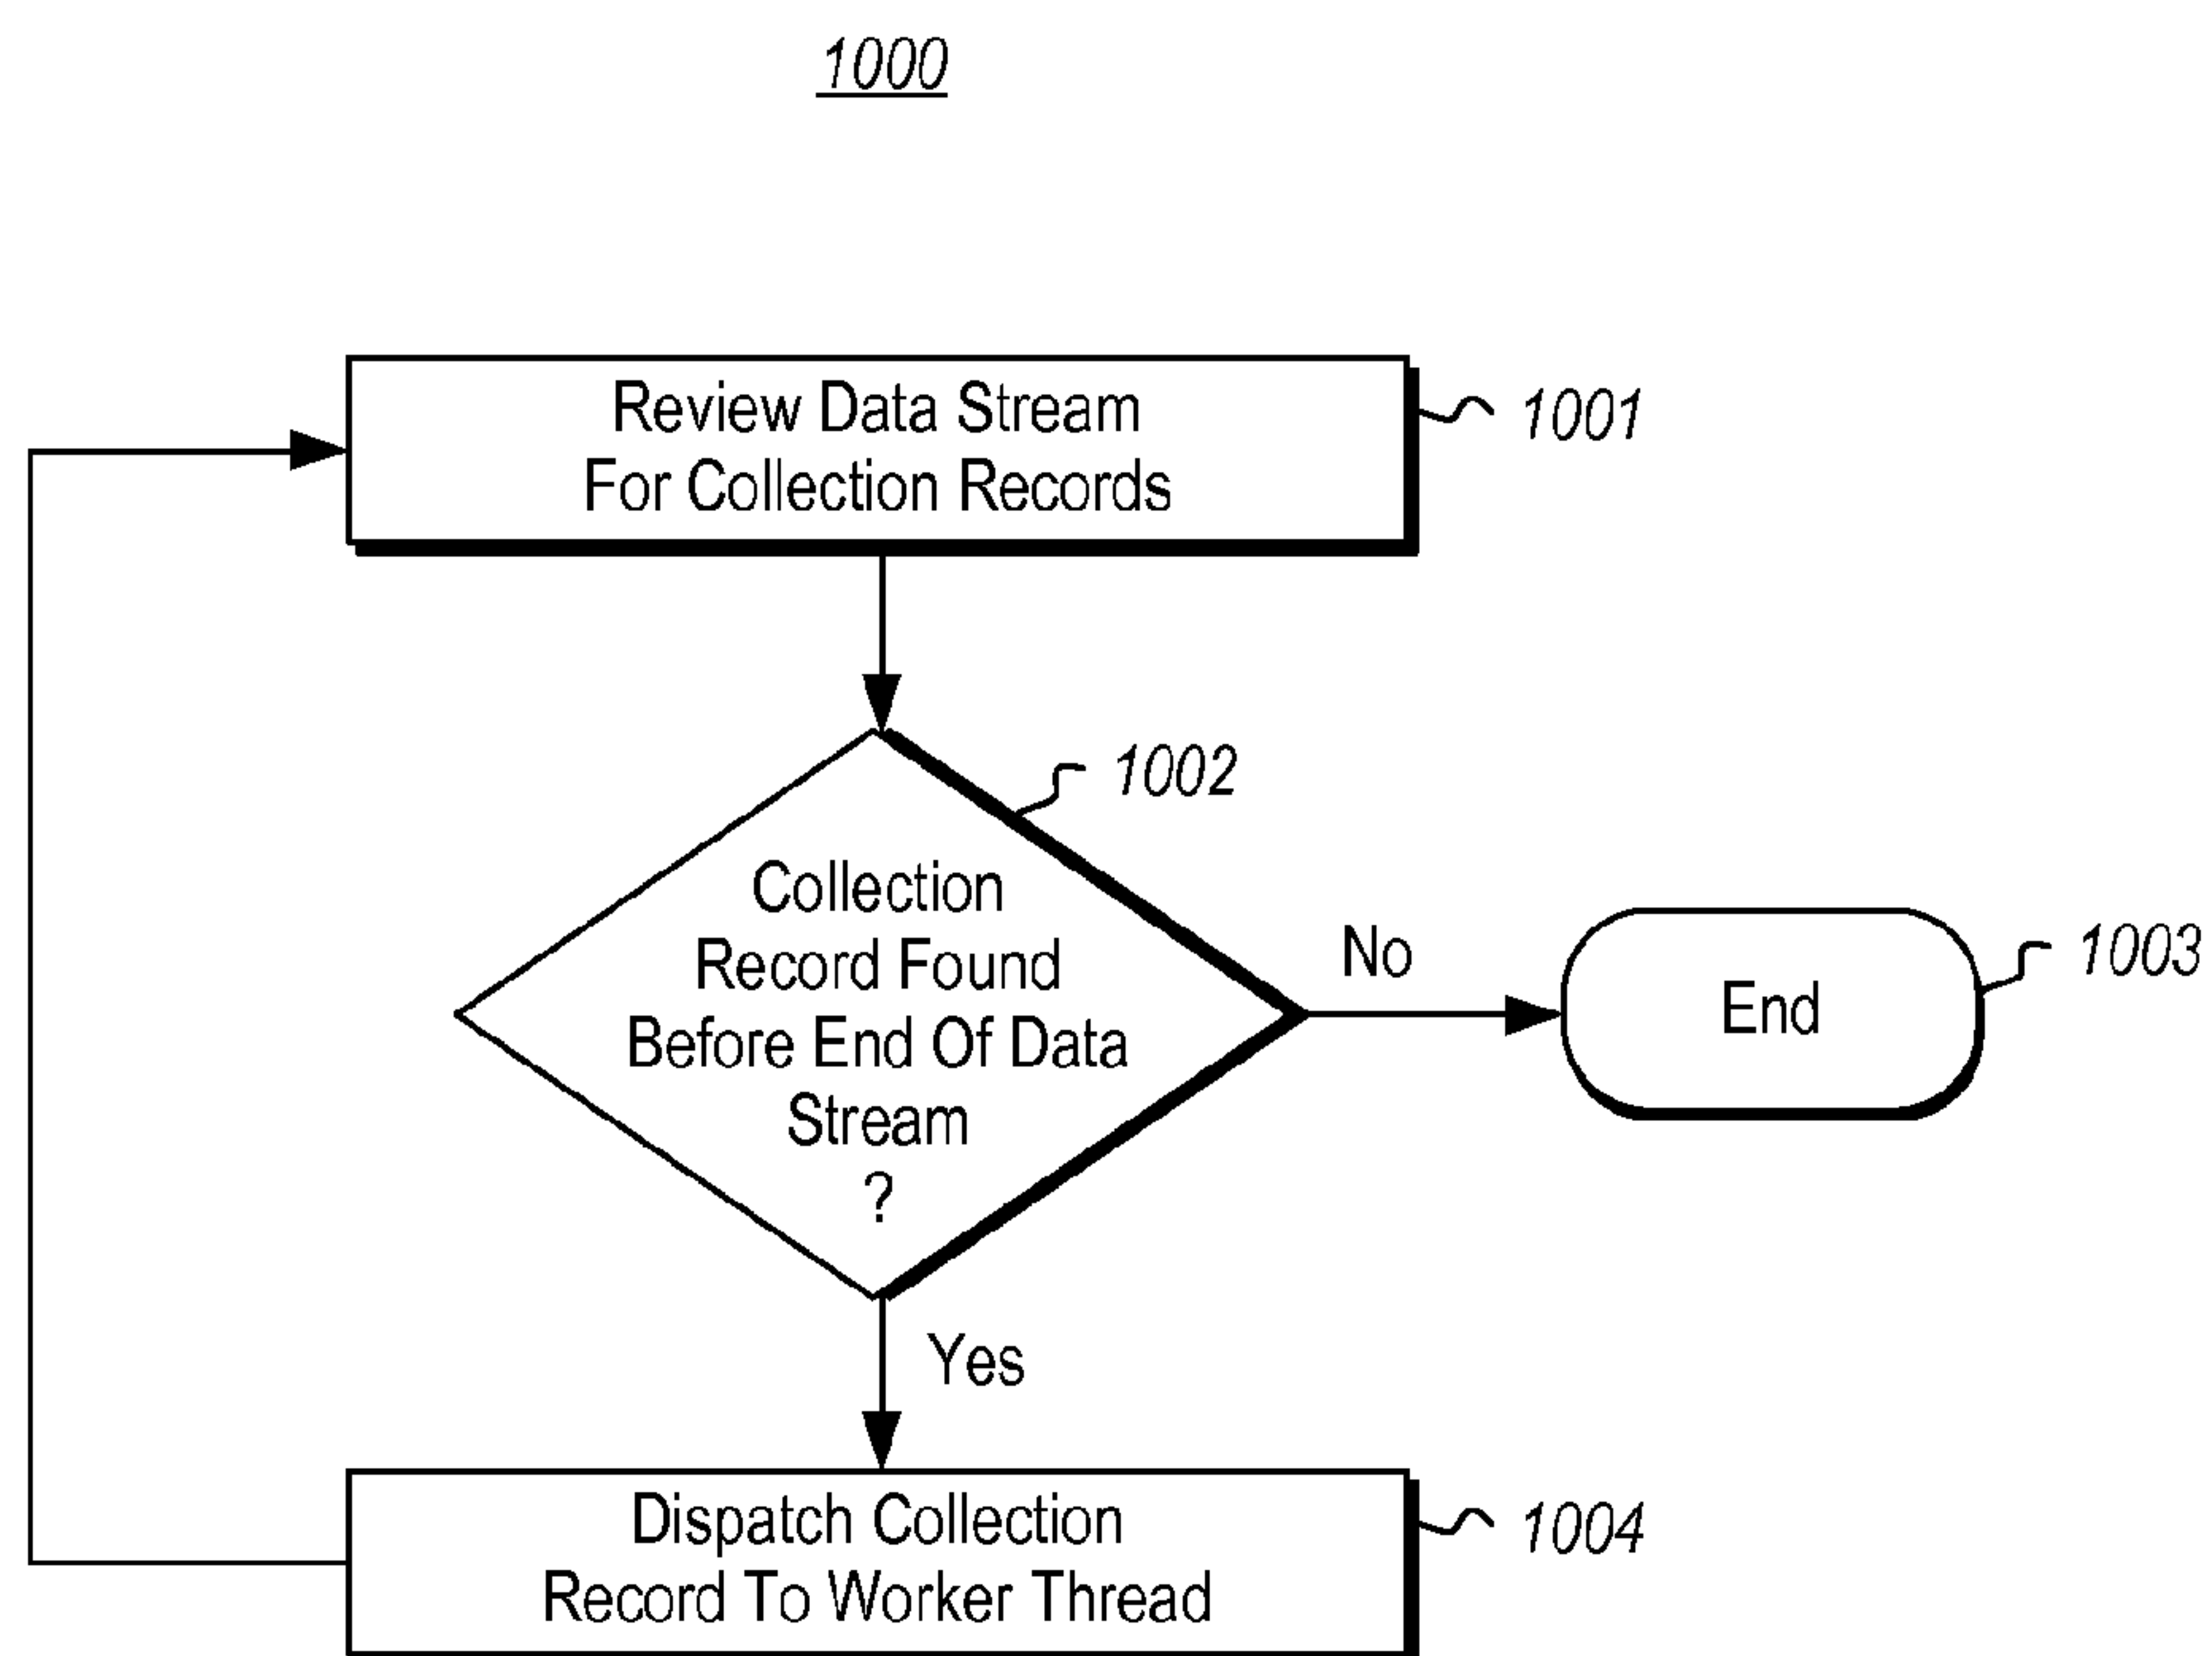 1000
Review Data Stream
For Collection Records
1001
1002
Collection
Record Found
Before End Of Data
Stream
?
No
End
1003
Yes
Dispatch Collection
Record To Worker Thread
1004